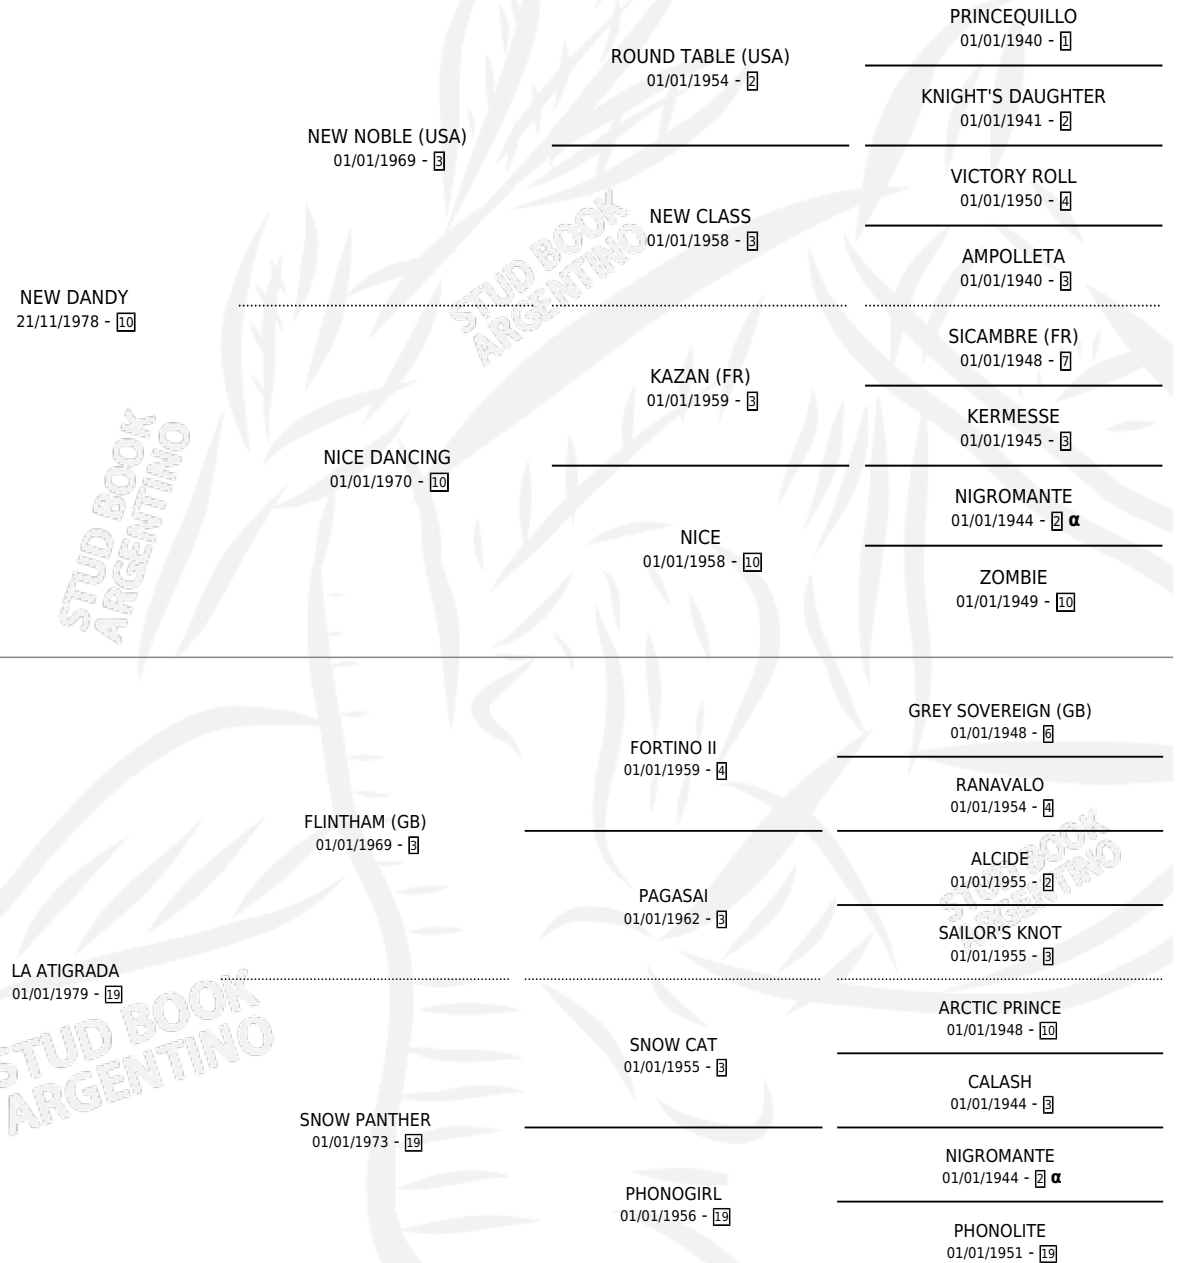 PRINCEQUILLO
01/01/1940 - 1
ROUND TABLE (USA)
01/01/1954 - 2
KNIGHT'S DAUGHTER
01/01/1941 - 2
NEW NOBLE (USA)
01/01/1969 - 3
VICTORY ROLL
01/01/1950 - 4
NEW CLASS
01/01/1958 - 3
AMPOLLETA
01/01/1940 - 3
NEW DANDY
21/11/1978 - 10
SICAMBRE (FR)
01/01/1948 - 7
KAZAN (FR)
01/01/1959 - 3
KERMESSE
01/01/1945 - 3
NICE DANCING
01/01/1970 - 10
NIGROMANTE
01/01/1944 - 2 α
NICE
01/01/1958 - 10
ZOMBIE
01/01/1949 - 10
GREY SOVEREIGN (GB)
01/01/1948 - 6
FORTINO II
01/01/1959 - 4
RANAVALO
01/01/1954 - 4
FLINTHAM (GB)
01/01/1969 - 3
ALCIDE
01/01/1955 - 2
PAGASAI
01/01/1962 - 3
SAILOR'S KNOT
01/01/1955 - 3
LA ATIGRADA
01/01/1979 - 19
ARCTIC PRINCE
01/01/1948 - 10
SNOW CAT
01/01/1955 - 3
CALASH
01/01/1944 - 3
SNOW PANTHER
01/01/1973 - 19
NIGROMANTE
01/01/1944 - 2 α
PHONOGIRL
01/01/1956 - 19
PHONOLITE
01/01/1951 - 19
STUD BOOK
ARGENTINO
STUD BOOK
ARGENTINO
STUD BOOK
ARGENTINO
STUD BOOK
ARGENTINO